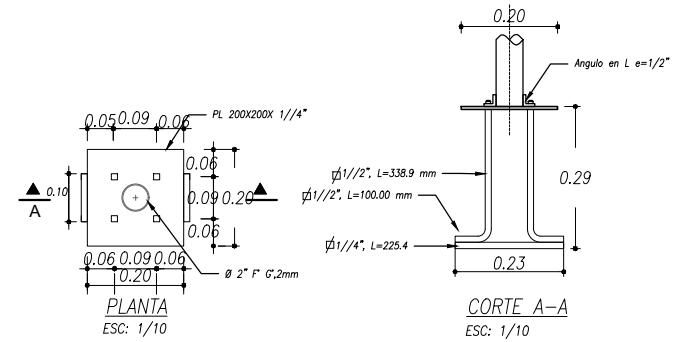 0.20
Angulo en L e=1/2"
PL 200X200X 1//4"
0.05 0.09 0.06
0.06
0.10
0.09
0.20
0.06
A
0.06 0.09 0.06
0.20
Ø 2" F° G°,2mm
PLANTA
ESC: 1/10
1//2", L=338.9 mm
1//2", L=100.00 mm
1//4", L=225.4
0.29
0.23
CORTE A-A
ESC: 1/10